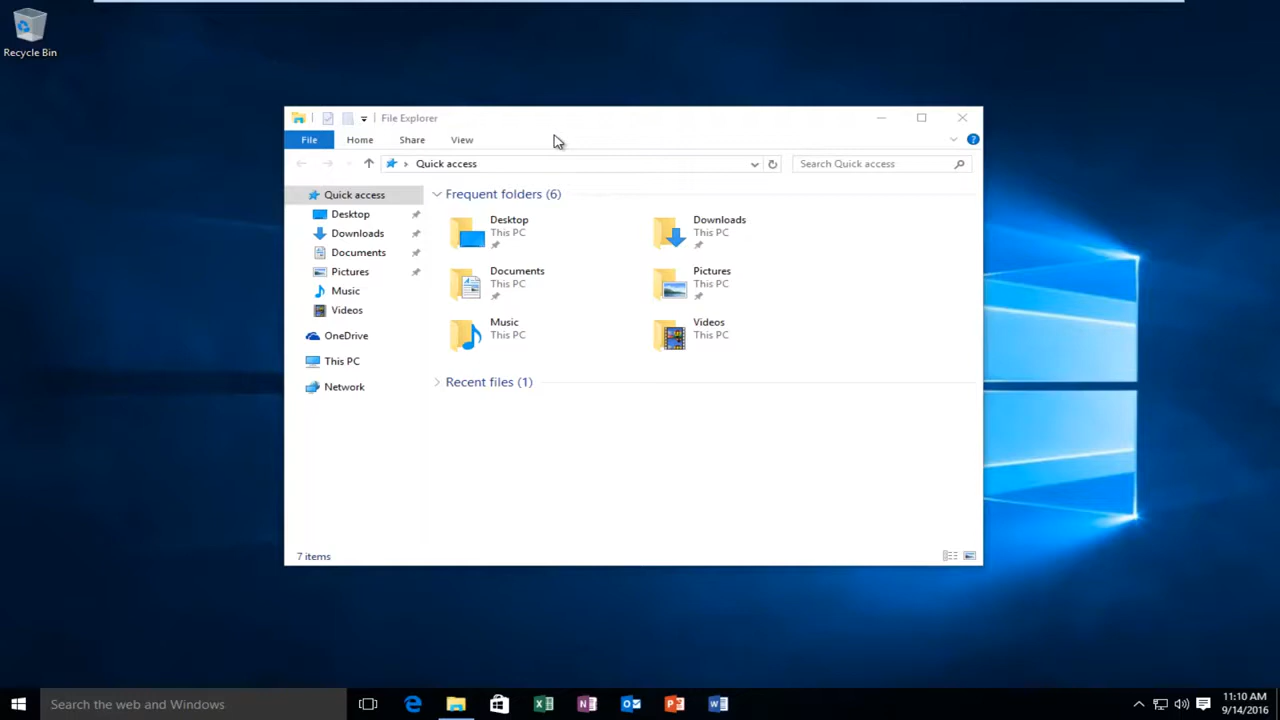 Recycle Bin
File Explorer
File Home Share View
Quick access
Search Quick access
Quick access
Desktop
Downloads
Documents
Pictures
Music
Videos
OneDrive
This PC
Network
Frequent folders (6)
Desktop
This PC
Downloads
This PC
Documents
This PC
Pictures
This PC
Music
This PC
Videos
This PC
Recent files (1)
7 items
Search the web and Windows
11:10 AM
9/14/2016